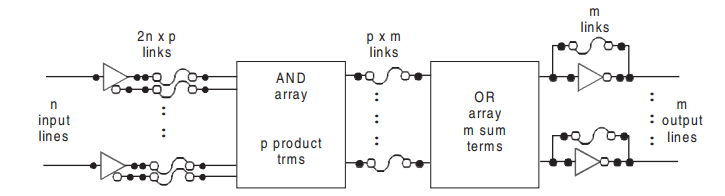 2n x p
links
p x m
links
m
links
n
input
lines
AND
array
p product
trms
OR
array
m sum
terms
m
output
lines